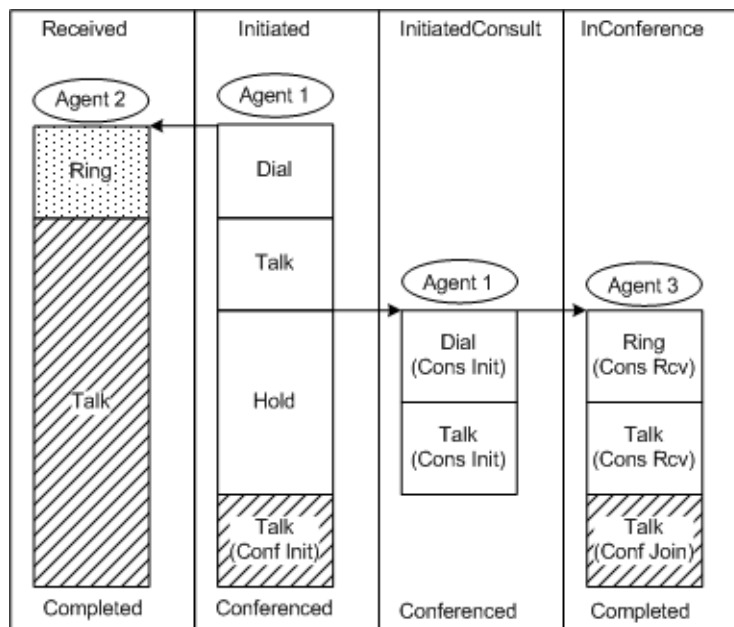 Received
Initiated
InitiatedConsult
InConference
Agent 2
Agent 1
Ring
Dial
Talk
Agent 1
Agent 3
Dial
(Cons Init)
Ring
(Cons Rcv)
Talk
Hold
Talk
(Cons Init)
Talk
(Cons Rcv)
Talk
(Conf Init)
Talk
(Conf Join)
Completed
Conferenced
Conferenced
Completed